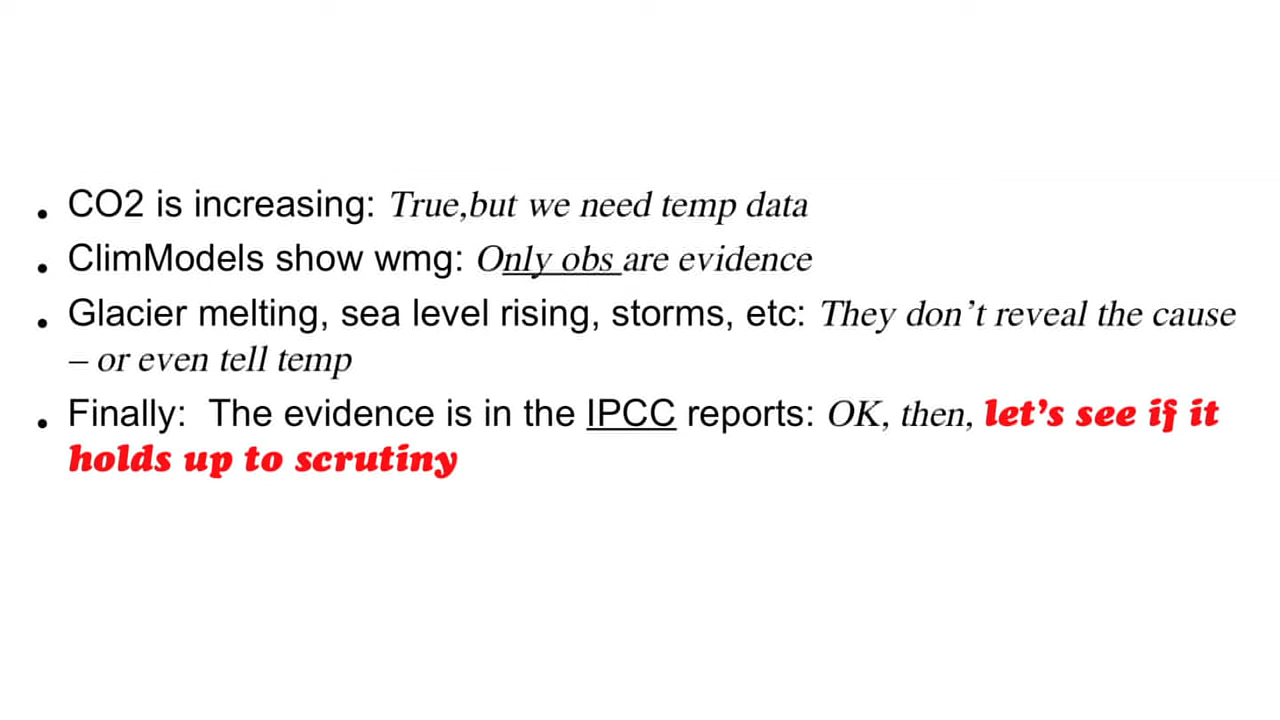 . CO2 is increasing: True,but we need temp data
. ClimModels show wmg: Only obs are evidence
. Glacier melting, sea level rising, storms, etc: They don’t reveal the cause
– or even tell temp
. Finally:  The evidence is in the IPCC reports: OK, then, let’s see if it
holds up to scrutiny